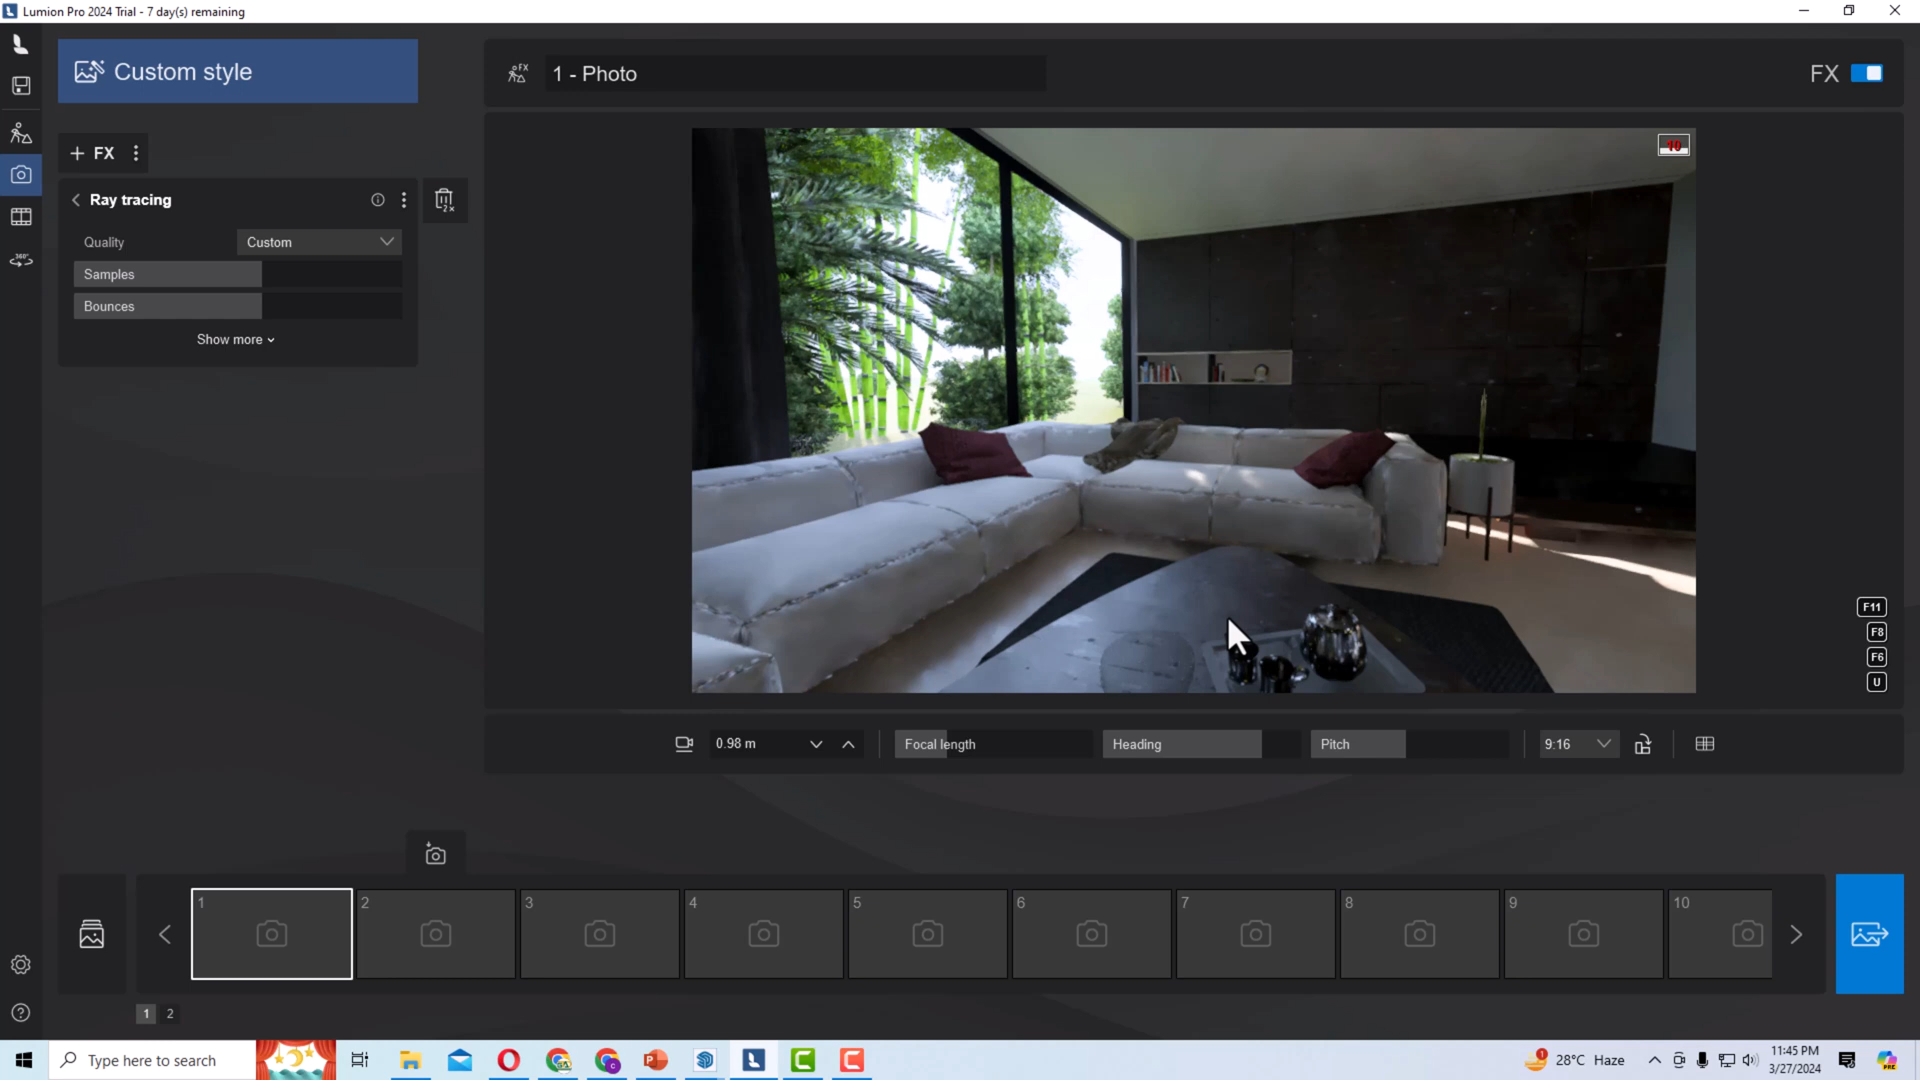 Lumion Pro 2024 Trial - 7 day(s) remaining
Custom style
1 - Photo
FX
+ FX
Ray tracing
Quality
Custom
Samples
Bounces
Show more
10
F11
F8
F6
U
0.98 m
Focal length
Heading
Pitch
9:16
1
2
3
4
5
6
7
8
9
10
1
2
Type here to search
28°C Haze
11:45 PM
3/27/2024